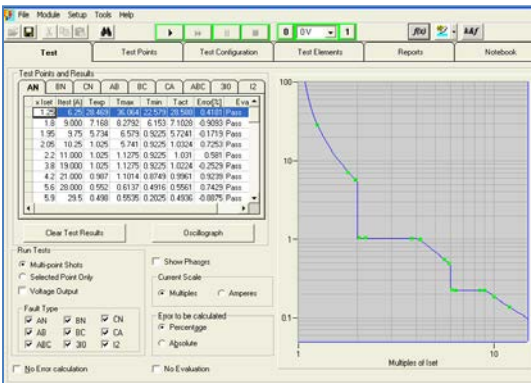 File Module Setup Tools Help
0 0V 1 f(x) k&f
Test Test Points Test Configuration Test Elements Reports Notebook
Test Points and Results
AN BN CN AB BC CA ABC 3I0 I2
x Iset Itest (A) Texp Tmax Tmin Tact Error[%] Eva
1.25 6.25 28.469 36.064 22.579 28.588 0.4181 Pass
1.8 9.000 7.168 8.2792 6.153 7.1028 -0.9093 Pass
1.95 9.75 5.734 6.579 0.9225 5.7241 -0.1719 Pass
2.05 10.25 1.025 5.741 0.9225 1.0324 0.7253 Pass
2.2 11.000 1.025 1.1275 0.9225 1.031 0.581 Pass
3.8 19.000 1.025 1.1275 0.9225 1.0224 -0.2529 Pass
4.2 21.000 0.987 1.1014 0.8749 0.9961 0.9239 Pass
5.6 28.000 0.552 0.6137 0.4916 0.5561 0.7429 Pass
5.9 29.5 0.498 0.5535 0.2025 0.4936 -0.8875 Pass
Clear Test Results Oscillograph
Run Tests
Multi-point Shots
Selected Point Only
Voltage Output
Fault Type
AN BN CN
AB BC CA
ABC 3I0 I2
No Error calculation
Show Phasors
Current Scale
Multiples Amperes
Error to be calculated
Percentage
Absolute
No Evaluation
100
10
1
0.1
1 10
Multiples of Iset